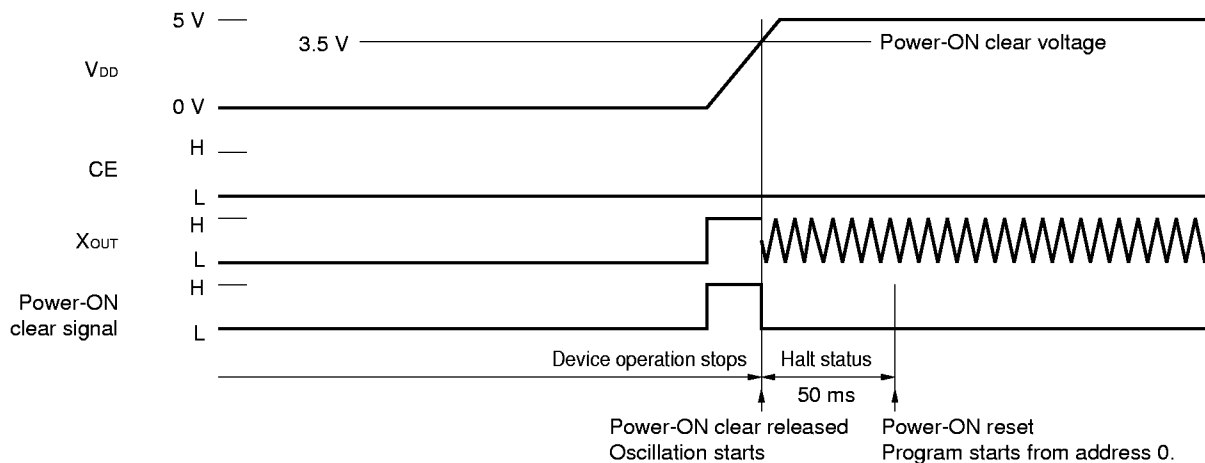 5 V
3.5 V
Power-ON clear voltage
VDD
0 V
H
CE
L
H
XOUT
L
H
Power-ON
clear signal
L
Device operation stops
Halt status
50 ms
Power-ON clear released
Oscillation starts
Power-ON reset
Program starts from address 0.